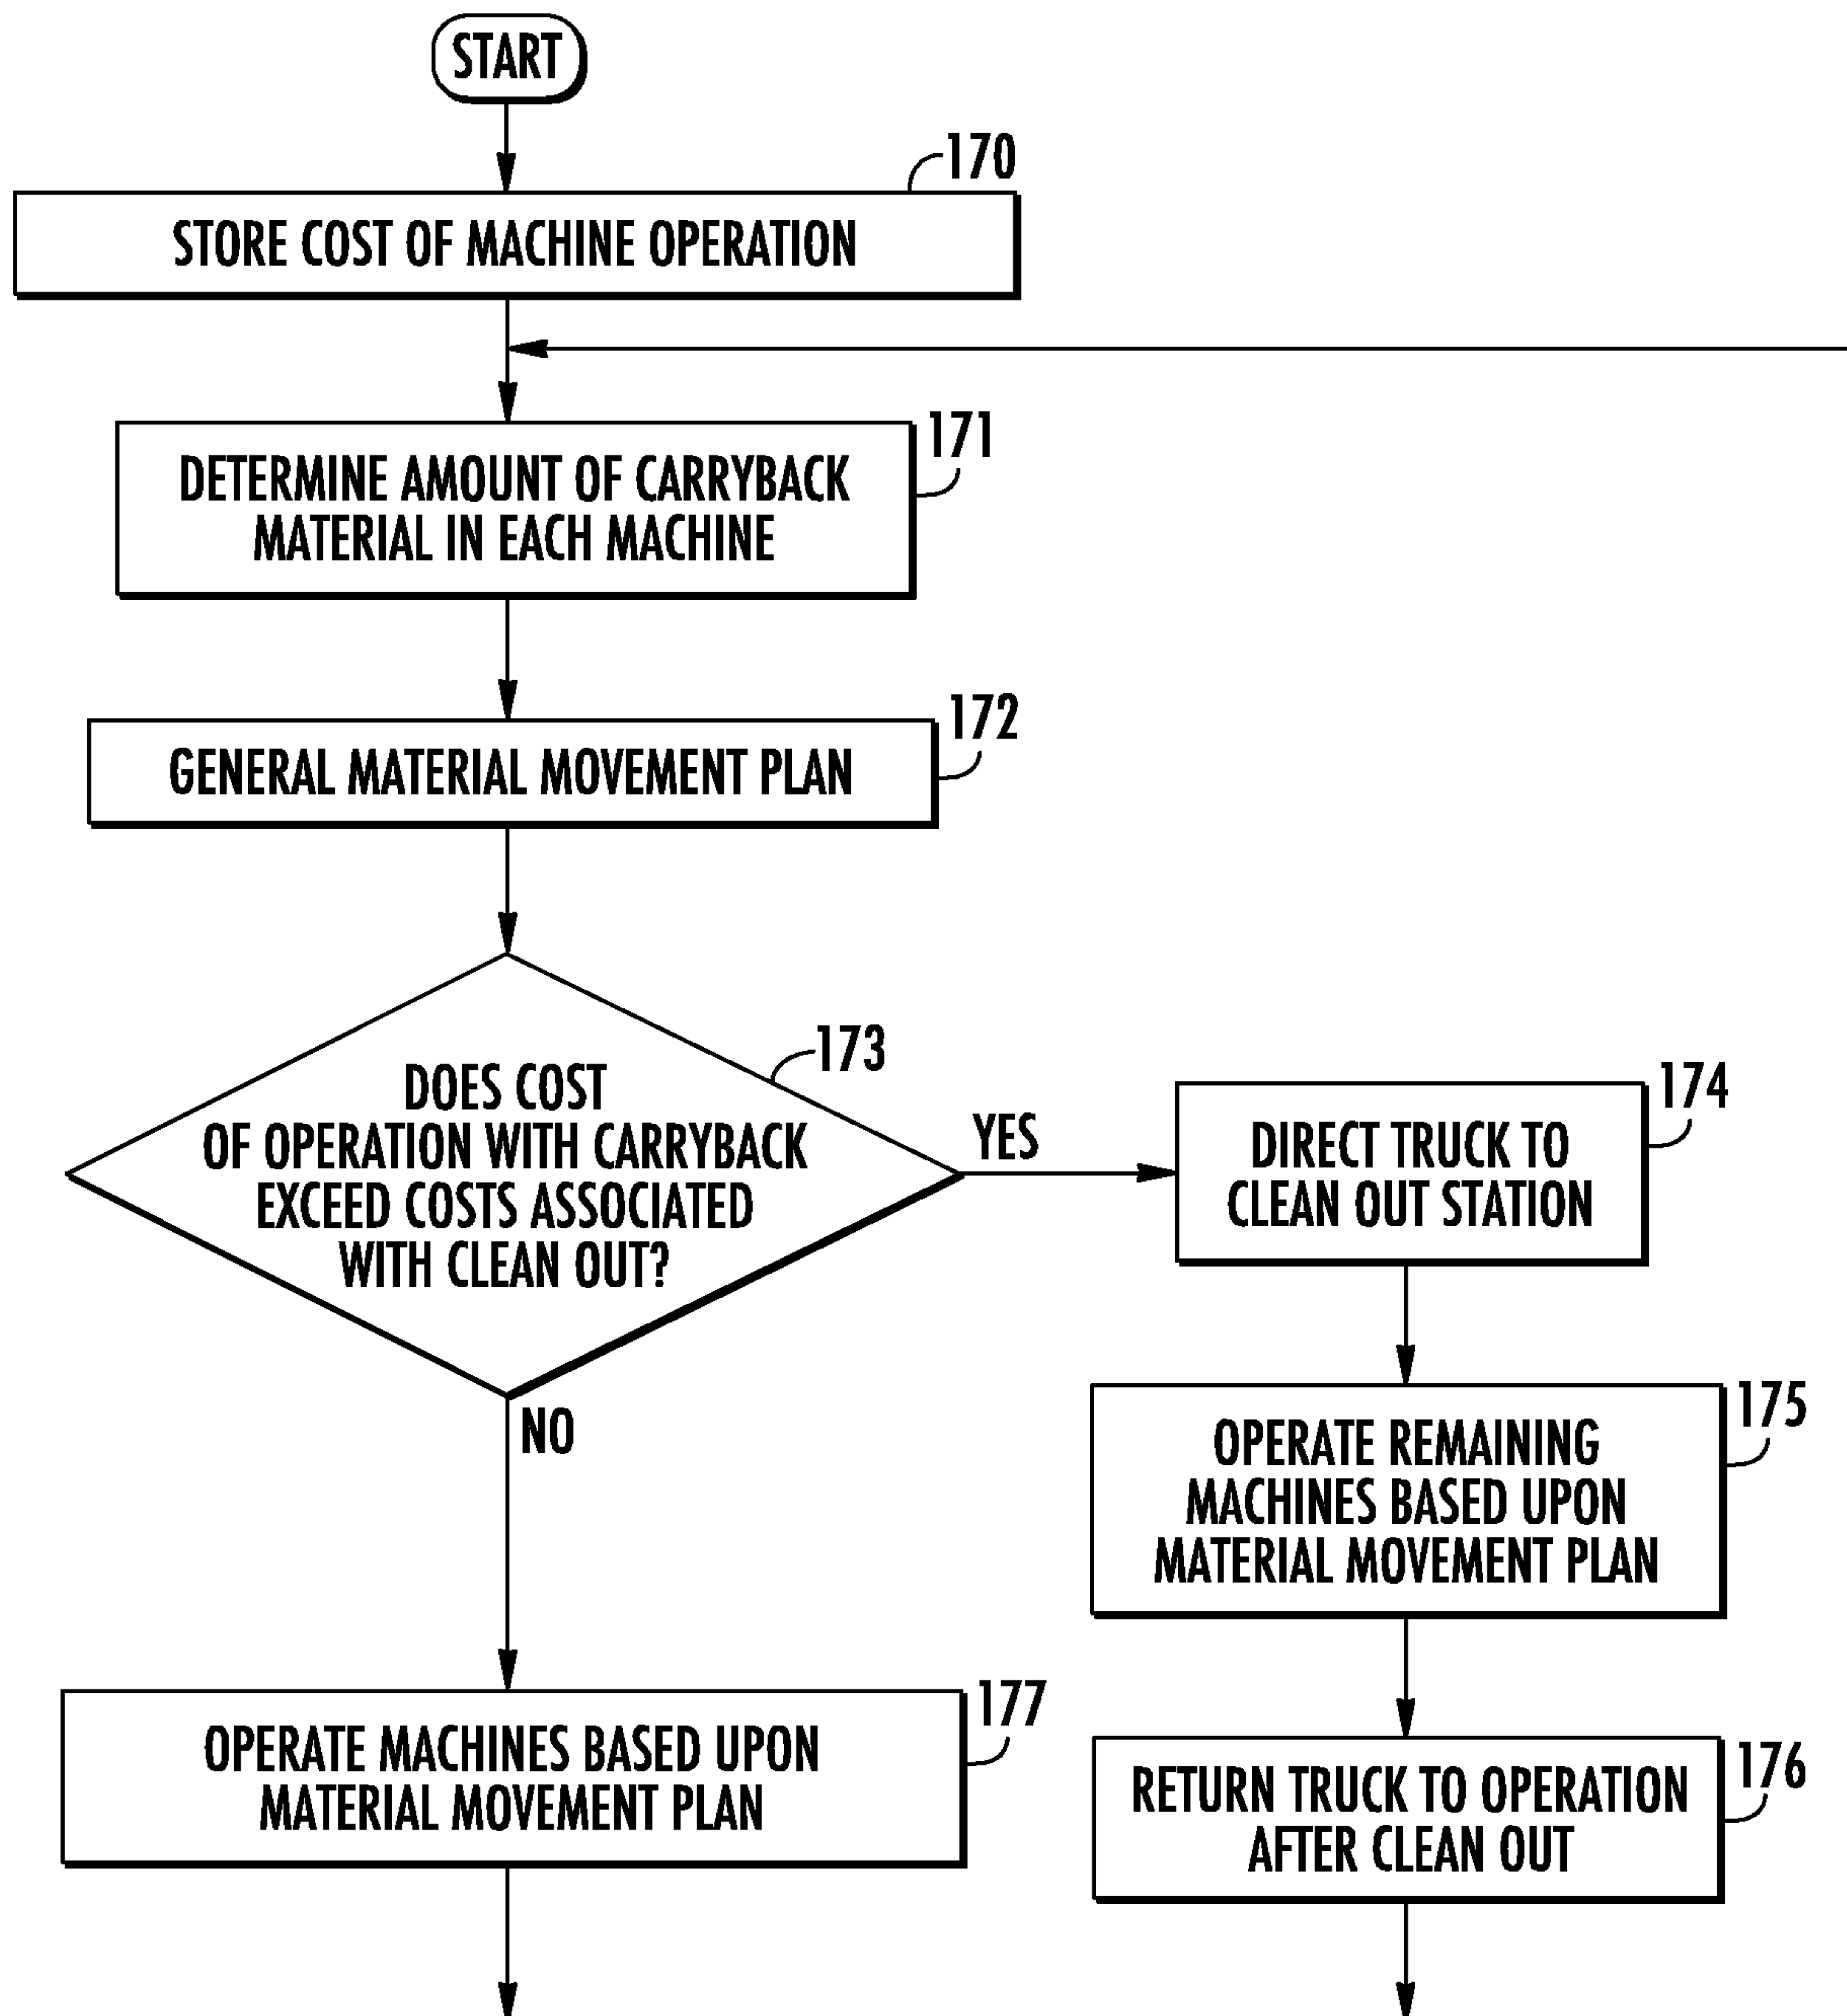 START
170
STORE COST OF MACHINE OPERATION
171
DETERMINE AMOUNT OF CARRYBACK
MATERIAL IN EACH MACHINE
172
GENERAL MATERIAL MOVEMENT PLAN
173
DOES COST
OF OPERATION WITH CARRYBACK
EXCEED COSTS ASSOCIATED
WITH CLEAN OUT?
YES
174
DIRECT TRUCK TO
CLEAN OUT STATION
175
OPERATE REMAINING
MACHINES BASED UPON
MATERIAL MOVEMENT PLAN
NO
177
OPERATE MACHINES BASED UPON
MATERIAL MOVEMENT PLAN
176
RETURN TRUCK TO OPERATION
AFTER CLEAN OUT